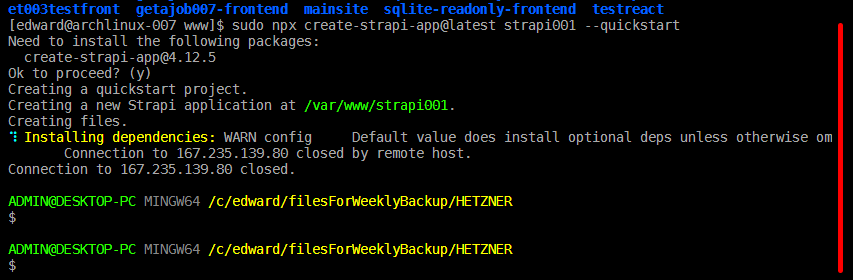 et003testfront  getajob007-frontend  mainsite  sqlite-readonly-frontend  testreact
[edward@archlinux-007 www]$ sudo npx create-strapi-app@latest strapi001 --quickstart
Need to install the following packages:
  create-strapi-app@4.12.5
Ok to proceed? (y)
Creating a quickstart project.
Creating a new Strapi application at /var/www/strapi001.
Creating files.
⠹ Installing dependencies: WARN config     Default value does install optional deps unless otherwise om
       Connection to 167.235.139.80 closed by remote host.
Connection to 167.235.139.80 closed.
ADMIN@DESKTOP-PC MINGW64 /c/edward/filesForWeeklyBackup/HETZNER
$
ADMIN@DESKTOP-PC MINGW64 /c/edward/filesForWeeklyBackup/HETZNER
$